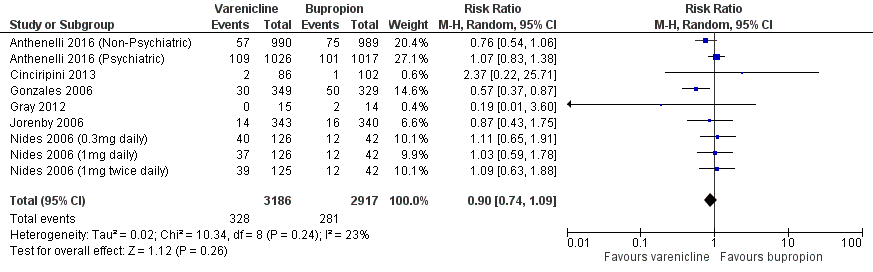 Varenicline Bupropion Risk Ratio Risk Ratio
Study or Subgroup Events Total Events Total Weight M-H, Random, 95% CI M-H, Random, 95% CI
Anthenelli 2016 (Non-Psychiatric) 57 990 75 989 20.4% 0.76 [0.54, 1.06]
Anthenelli 2016 (Psychiatric) 109 1026 101 1017 27.1% 1.07 [0.83, 1.38]
Cinciripini 2013 2 86 1 102 0.6% 2.37 [0.22, 25.71]
Gonzales 2006 30 349 50 329 14.6% 0.57 [0.37, 0.87]
Gray 2012 0 15 2 14 0.4% 0.19 [0.01, 3.60]
Jorenby 2006 14 343 16 340 6.6% 0.87 [0.43, 1.75]
Nides 2006 (0.3mg daily) 40 126 12 42 10.1% 1.11 [0.65, 1.91]
Nides 2006 (1mg daily) 37 126 12 42 9.9% 1.03 [0.59, 1.78]
Nides 2006 (1mg twice daily) 39 125 12 42 10.1% 1.09 [0.63, 1.88]
Total (95% CI) 3186 2917 100.0% 0.90 [0.74, 1.09]
Total events 328 281
Heterogeneity: Tau² = 0.02; Chi² = 10.34, df = 8 (P = 0.24); I² = 23%
Test for overall effect: Z = 1.12 (P = 0.26)
0.01 0.1 1 10 100
Favours varenicline Favours bupropion